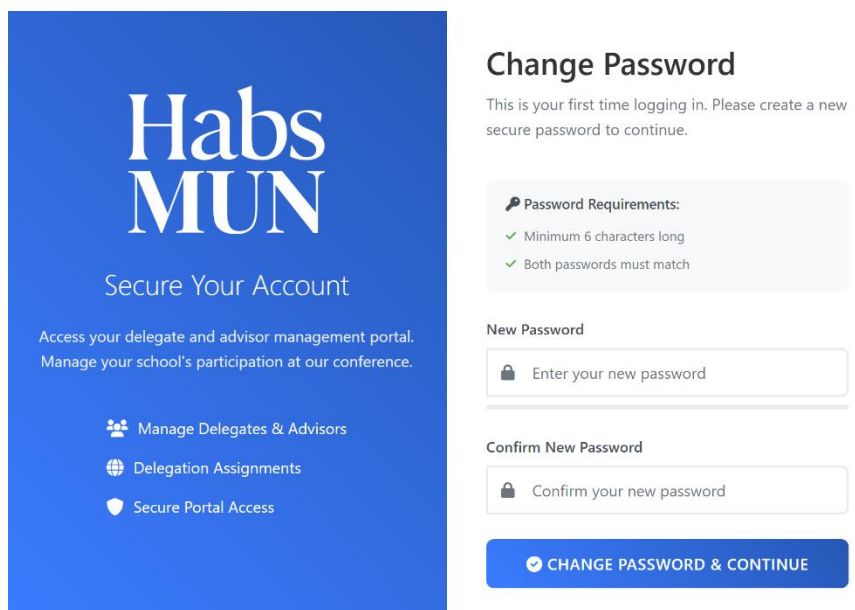 Habs
MUN
Secure Your Account
Access your delegate and advisor management portal.
Manage your school's participation at our conference.
Manage Delegates & Advisors
Delegation Assignments
Secure Portal Access
Change Password
This is your first time logging in. Please create a new
secure password to continue.
Password Requirements:
Minimum 6 characters long
Both passwords must match
New Password
Enter your new password
Confirm New Password
Confirm your new password
CHANGE PASSWORD & CONTINUE